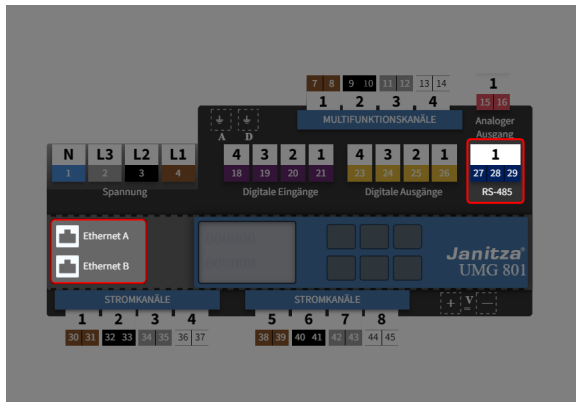 7 8 9 10 11 12 13 14
1 2 3 4
MULTIFUNKTIONSKANÄLE
1
15 16
Analoger
Ausgang
A D
N L3 L2 L1
1 2 3 4
Spannung
4 3 2 1
18 19 20 21
Digitale Eingänge
4 3 2 1
23 24 25 26
Digitale Ausgänge
1
27 28 29
RS-485
Ethernet A
Ethernet B
Janitza®
UMG 801
STROMKANÄLE
1 2 3 4
30 31 32 33 34 35 36 37
STROMKANÄLE
5 6 7 8
38 39 40 41 42 43 44 45
+ V —